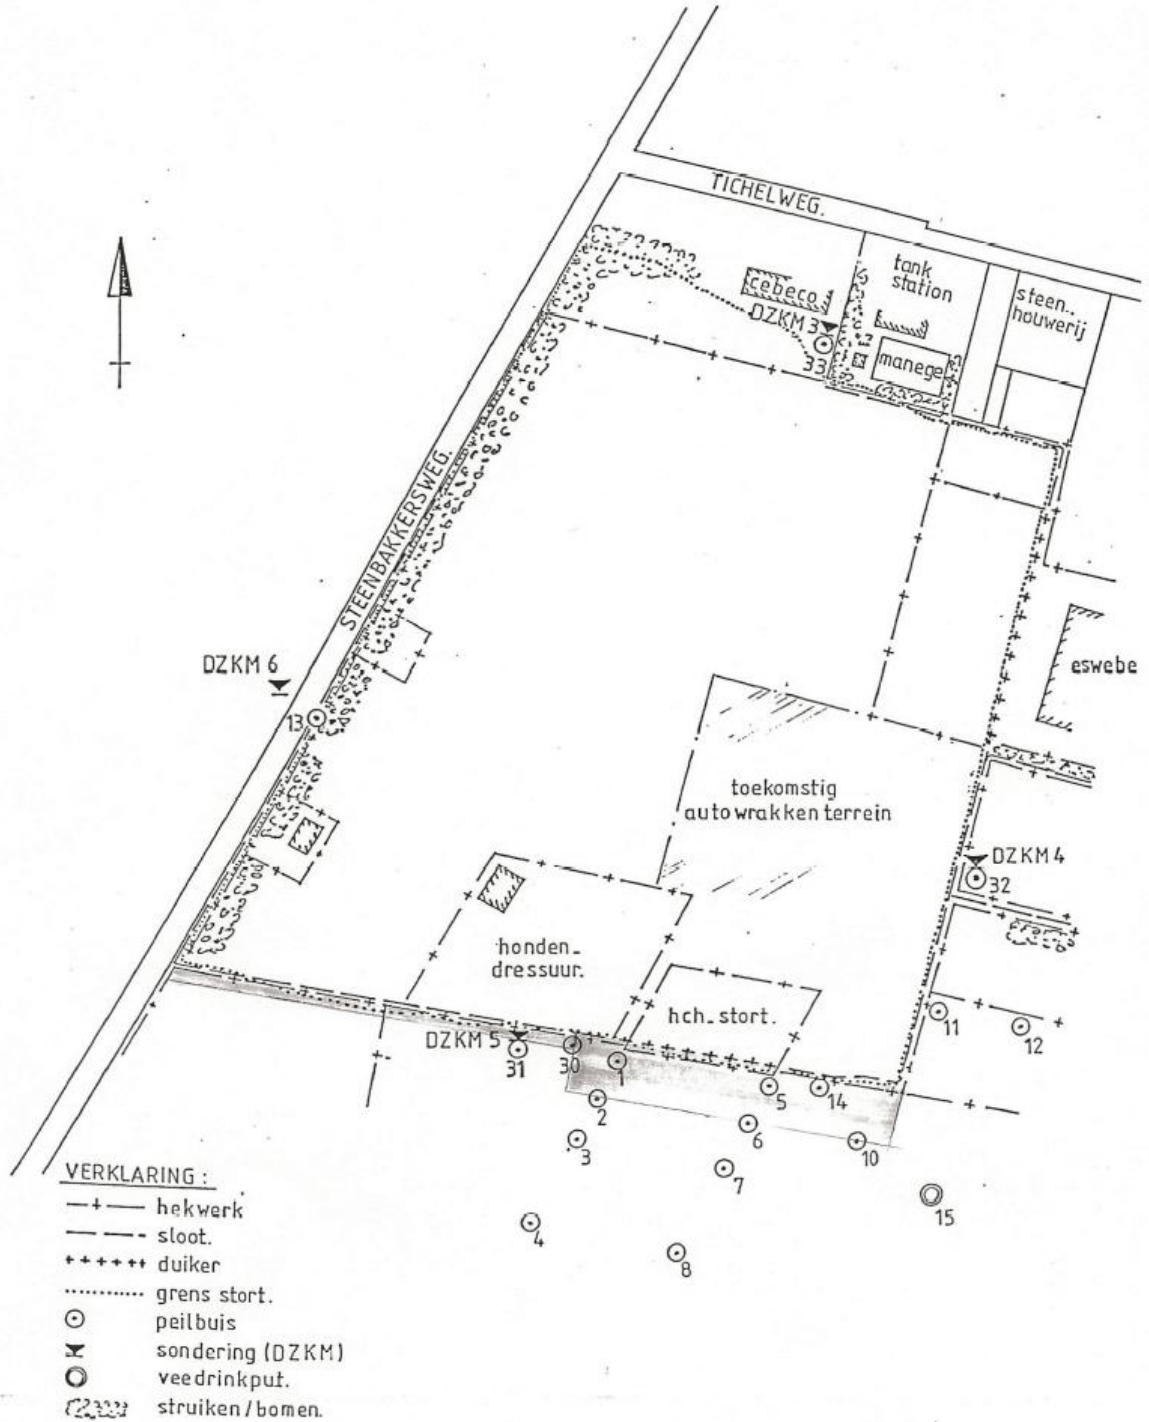 TICHELWEG.
cebeco
tank
station
steen..
houwerij
DZKM 3
33
manege
STEENBAKKERSWEG.
DZKM 6
13
eswebe
toekomstig
autowrakken terrein
DZKM 4
32
honden_
dressuur.
hch_stort.
11
12
DZKM 5
31
30
1
2
3
4
5
14
6
10
7
8
15
VERKLARING :
hekwerk
sloot.
duiker
grens stort.
peilbuis
sondering (DZKM)
veedrinkput.
struiken/bomen.